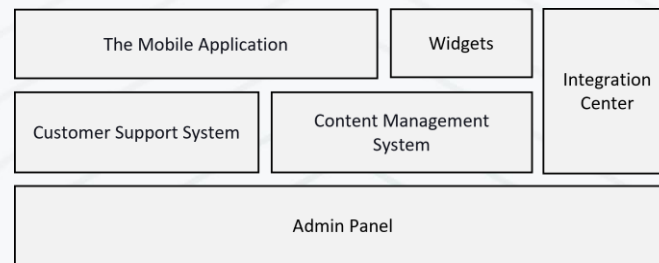 The Mobile Application
Widgets
Integration
Center
Customer Support System
Content Management
System
Admin Panel